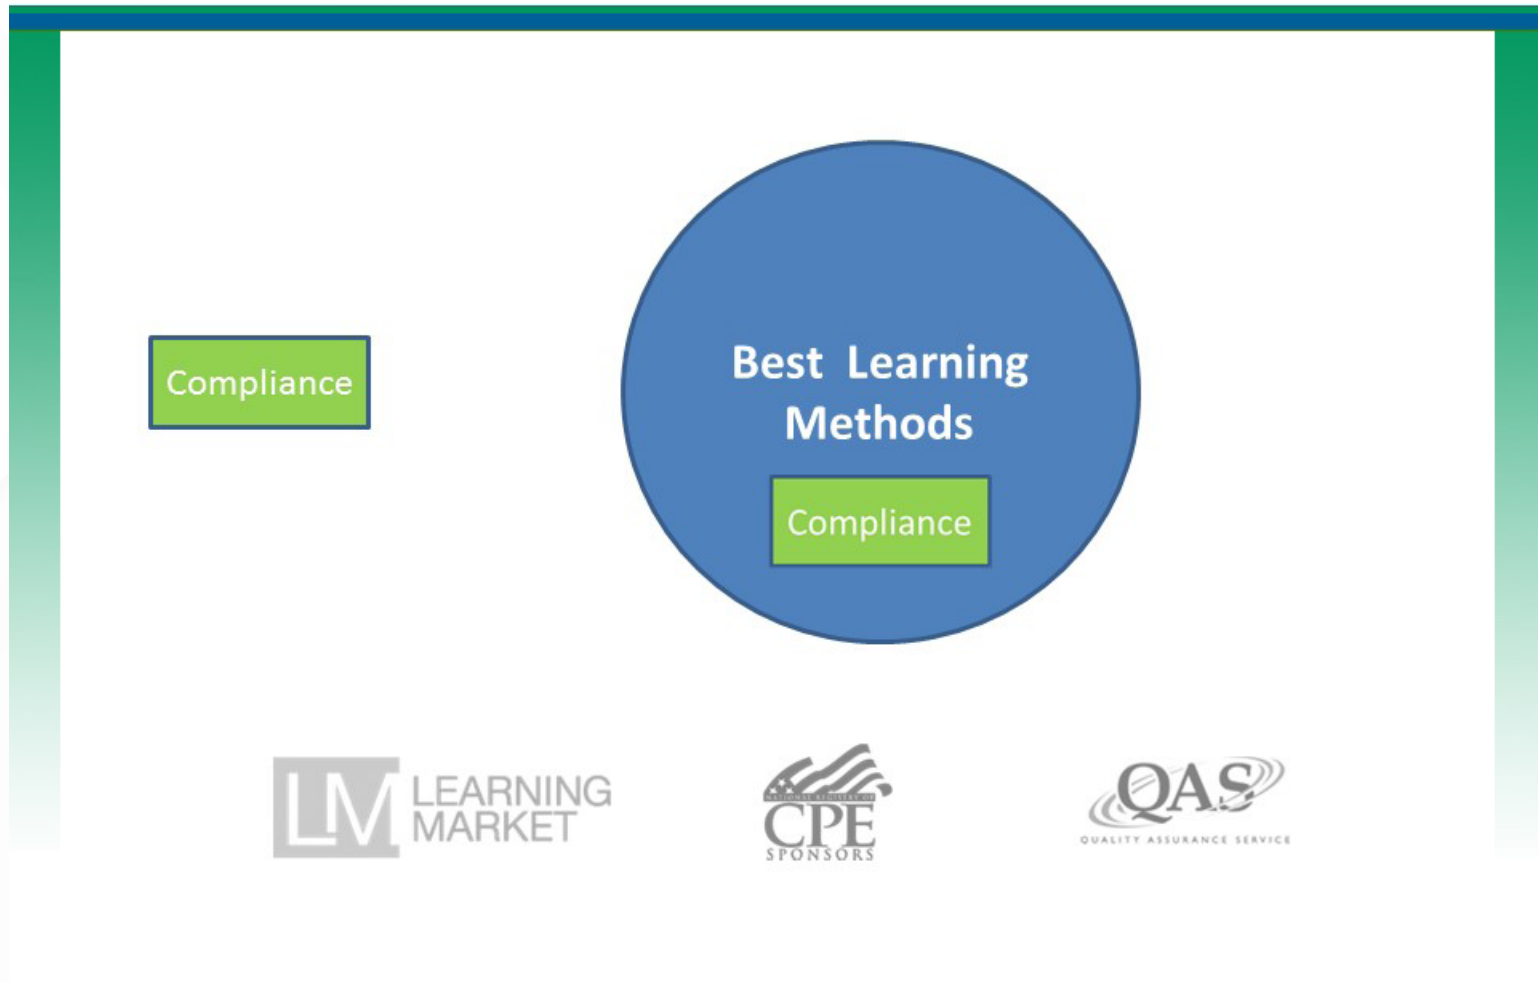 Compliance
Best Learning
Methods
Compliance
LM LEARNING
MARKET
NATIONAL REGISTRY OF
CPE
SPONSORS
QAS
QUALITY ASSURANCE SERVICE